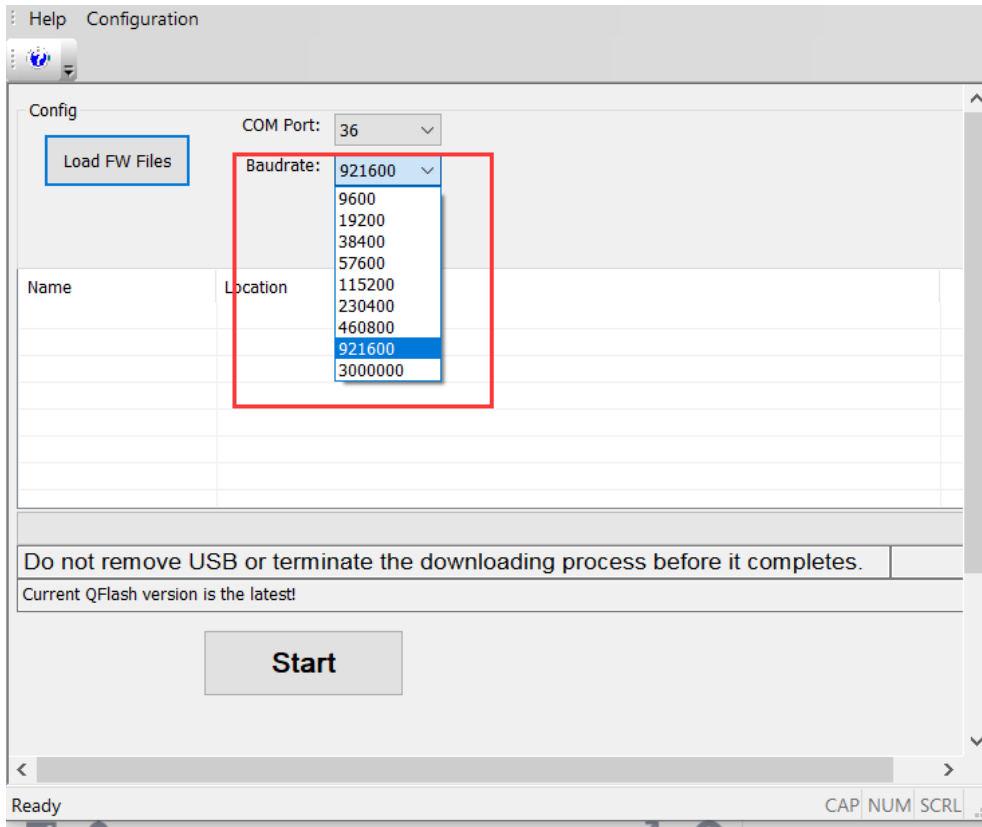 Help Configuration
Config
Load FW Files
COM Port: 36
Baudrate: 921600
9600
19200
38400
57600
115200
230400
460800
921600
3000000
Name Location
Do not remove USB or terminate the downloading process before it completes.
Current QFlash version is the latest!
Start
Ready CAP NUM SCRL